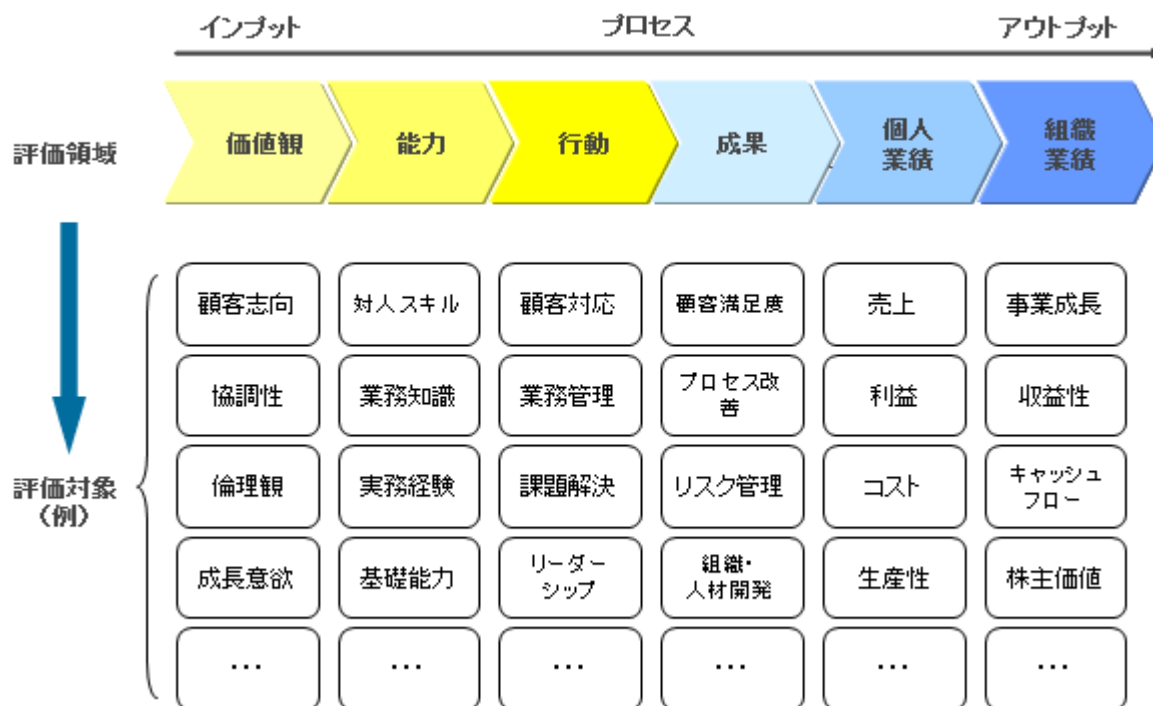 インプット
プロセス
アウトプット
評価領域
価値観
能力
行動
成果
個人
業績
組織
業績
評価対象
(例)
顧客志向
対人スキル
顧客対応
顧客満足度
売上
事業成長
協調性
業務知識
業務管理
プロセス改
善
利益
収益性
倫理観
実務経験
課題解決
リスク管理
コスト
キャッシュ
フロー
成長意欲
基礎能力
リーダー
シップ
組織・
人材開発
生産性
株主価値
…
…
…
…
…
…